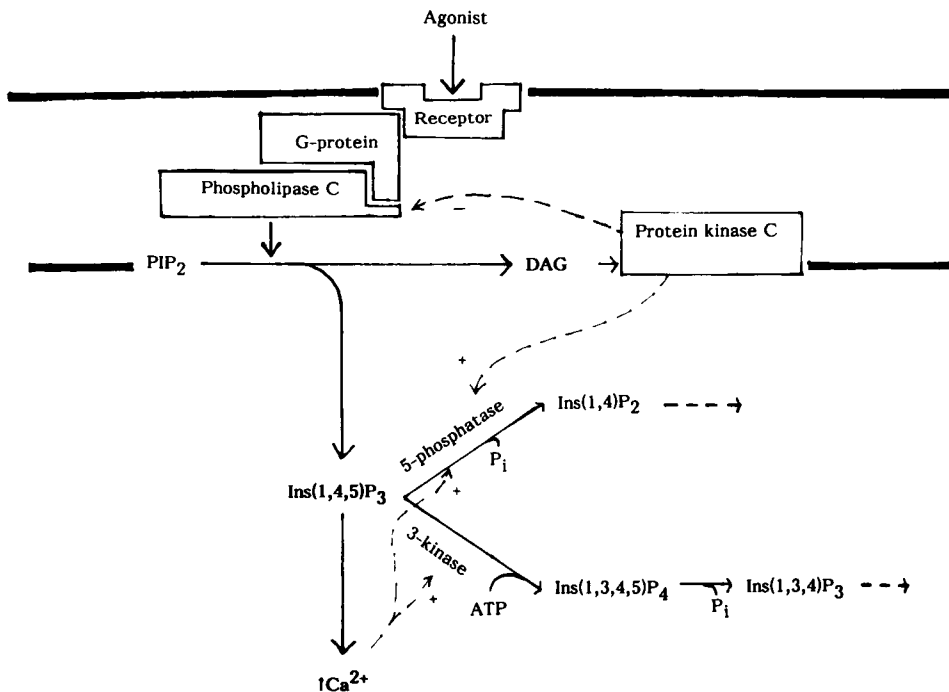 Agonist
Receptor
G-protein
Phospholipase C
−
Protein kinase C
PIP₂
DAG
+
5-phosphatase
Ins(1,4)P₂
Pᵢ
+
Ins(1,4,5)P₃
3-kinase
+
ATP
Ins(1,3,4,5)P₄
Pᵢ
Ins(1,3,4)P₃
↑Ca²⁺